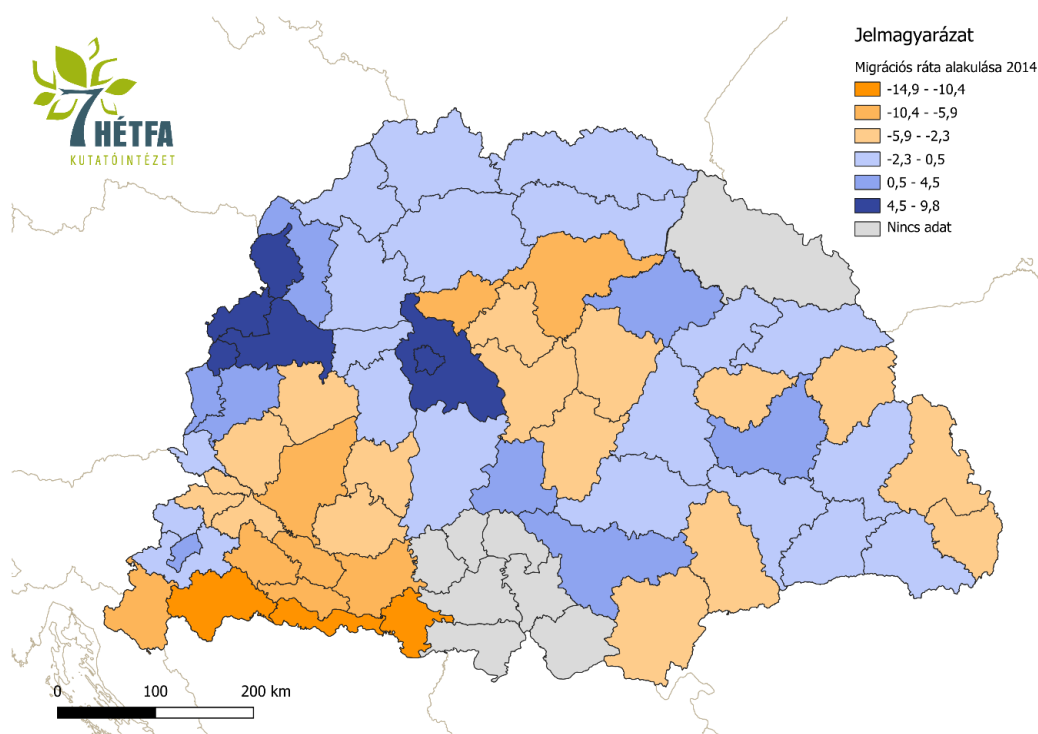 7
HÉTFA
KUTATÓINTÉZET
Jelmagyarázat
Migrációs ráta alakulása 2014
-14,9 - -10,4
-10,4 - -5,9
-5,9 - -2,3
-2,3 - 0,5
0,5 - 4,5
4,5 - 9,8
Nincs adat
0 100 200 km